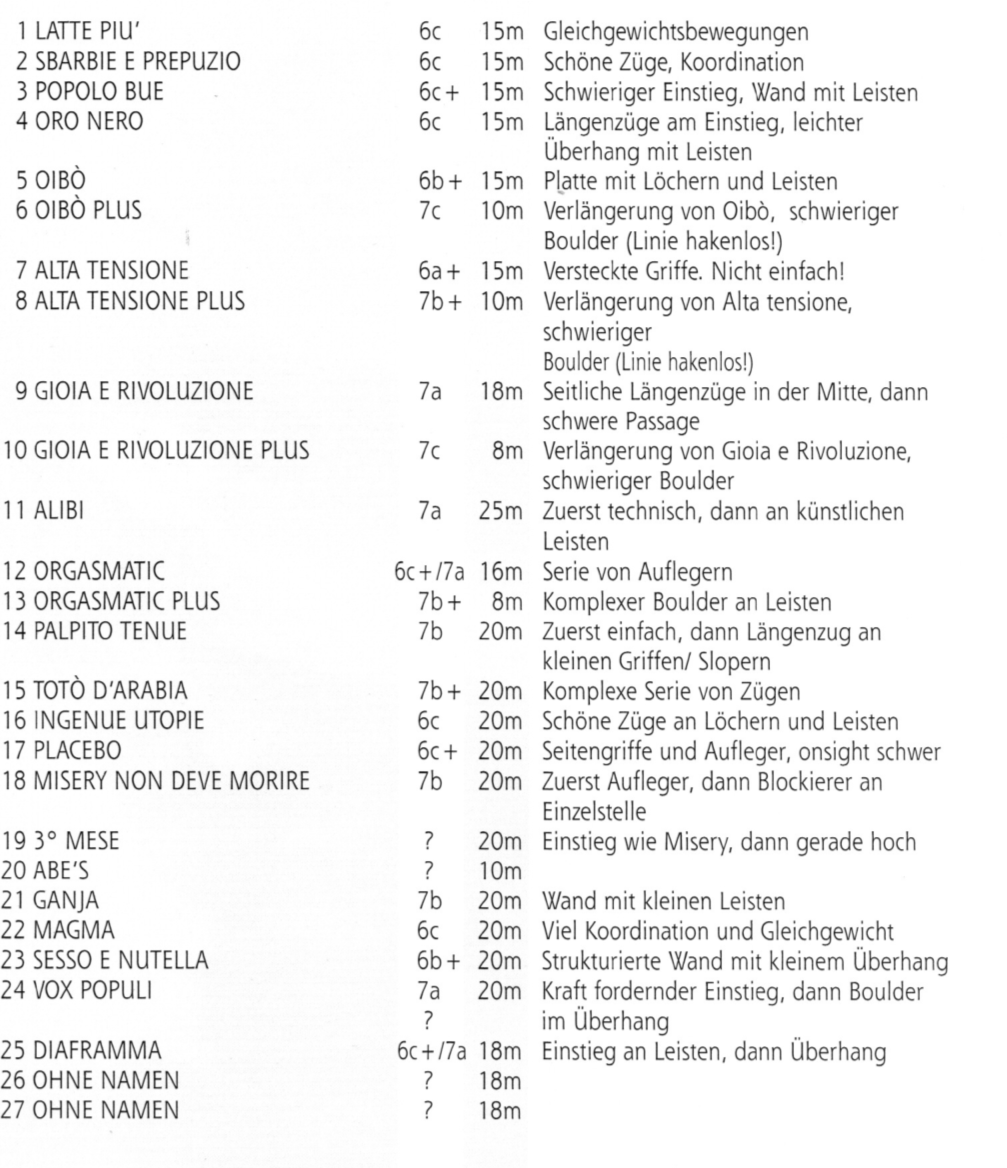 1 LATTE PIU' 6c 15m Gleichgewichtsbewegungen
2 SBARBIE E PREPUZIO 6c 15m Schöne Züge, Koordination
3 POPOLO BUE 6c+ 15m Schwieriger Einstieg, Wand mit Leisten
4 ORO NERO 6c 15m Längenzüge am Einstieg, leichter
Überhang mit Leisten
5 OIBÒ 6b+ 15m Platte mit Löchern und Leisten
6 OIBÒ PLUS 7c 10m Verlängerung von Oibò, schwieriger
Boulder (Linie hakenlos!)
7 ALTA TENSIONE 6a+ 15m Versteckte Griffe. Nicht einfach!
8 ALTA TENSIONE PLUS 7b+ 10m Verlängerung von Alta tensione,
schwieriger
Boulder (Linie hakenlos!)
9 GIOIA E RIVOLUZIONE 7a 18m Seitliche Längenzüge in der Mitte, dann
schwere Passage
10 GIOIA E RIVOLUZIONE PLUS 7c 8m Verlängerung von Gioia e Rivoluzione,
schwieriger Boulder
11 ALIBI 7a 25m Zuerst technisch, dann an künstlichen
Leisten
12 ORGASMATIC 6c+/7a 16m Serie von Auflegern
13 ORGASMATIC PLUS 7b+ 8m Komplexer Boulder an Leisten
14 PALPITO TENUE 7b 20m Zuerst einfach, dann Längenzug an
kleinen Griffen/ Slopern
15 TOTÒ D'ARABIA 7b+ 20m Komplexe Serie von Zügen
16 INGENUE UTOPIE 6c 20m Schöne Züge an Löchern und Leisten
17 PLACEBO 6c+ 20m Seitengriffe und Aufleger, onsight schwer
18 MISERY NON DEVE MORIRE 7b 20m Zuerst Aufleger, dann Blockierer an
Einzelstelle
19 3° MESE ? 20m Einstieg wie Misery, dann gerade hoch
20 ABE'S ? 10m
21 GANJA 7b 20m Wand mit kleinen Leisten
22 MAGMA 6c 20m Viel Koordination und Gleichgewicht
23 SESSO E NUTELLA 6b+ 20m Strukturierte Wand mit kleinem Überhang
24 VOX POPULI 7a 20m Kraft fordernder Einstieg, dann Boulder
? im Überhang
25 DIAFRAMMA 6c+/7a 18m Einstieg an Leisten, dann Überhang
26 OHNE NAMEN ? 18m
27 OHNE NAMEN ? 18m